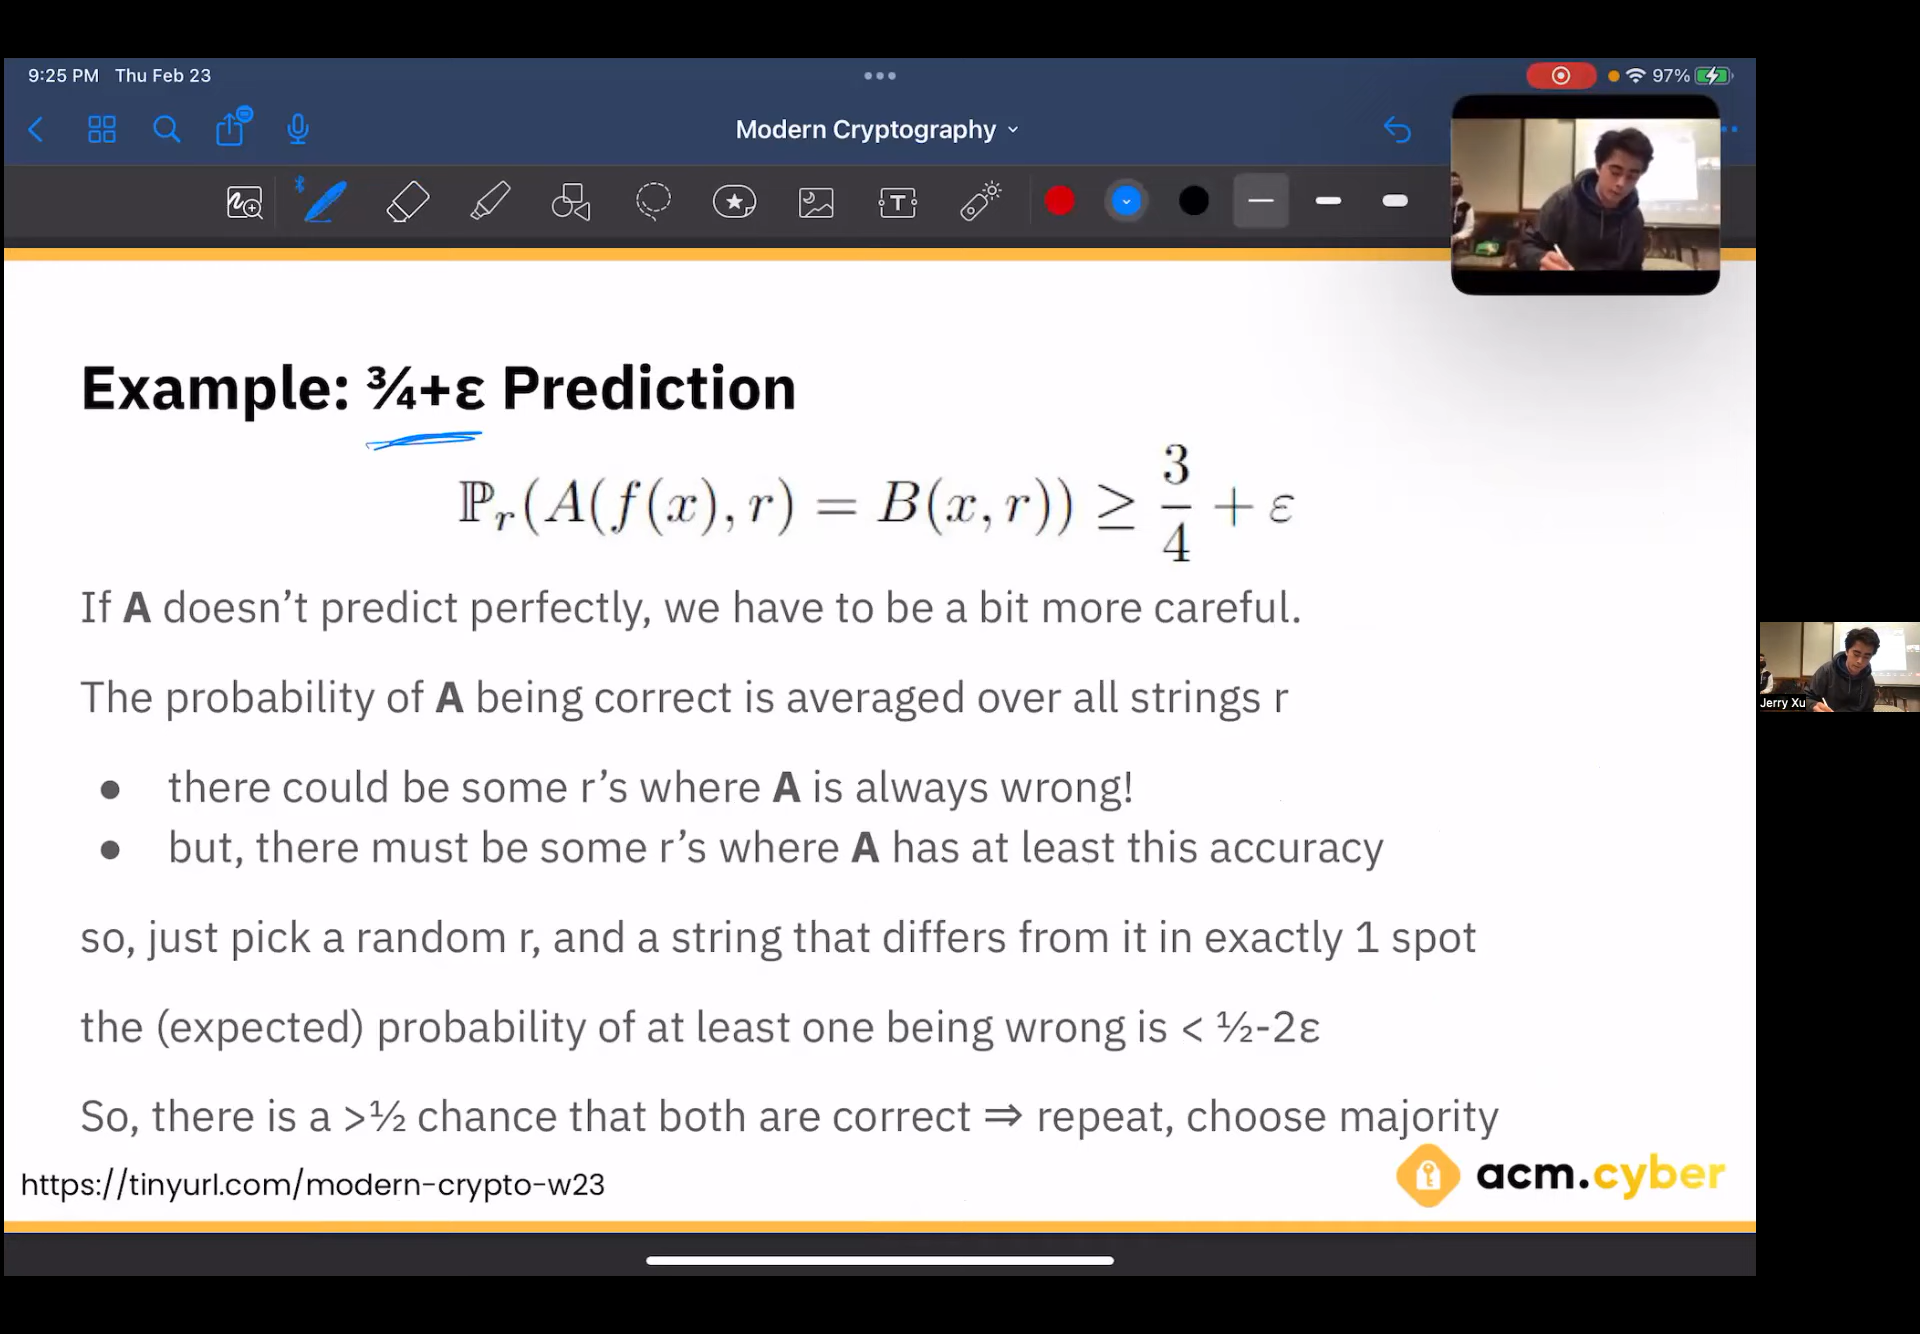 9:25 PM Thu Feb 23
97%
Modern Cryptography
T
Example: ¾+ε Prediction
ℙᵣ(A(f(x), r) = B(x, r)) ≥ 3/4 + ε
If A doesn’t predict perfectly, we have to be a bit more careful.
The probability of A being correct is averaged over all strings r
● there could be some r’s where A is always wrong!
● but, there must be some r’s where A has at least this accuracy
so, just pick a random r, and a string that differs from it in exactly 1 spot
the (expected) probability of at least one being wrong is < ½-2ε
So, there is a >½ chance that both are correct ⇒ repeat, choose majority
https://tinyurl.com/modern-crypto-w23
acm.cyber
Jerry Xu